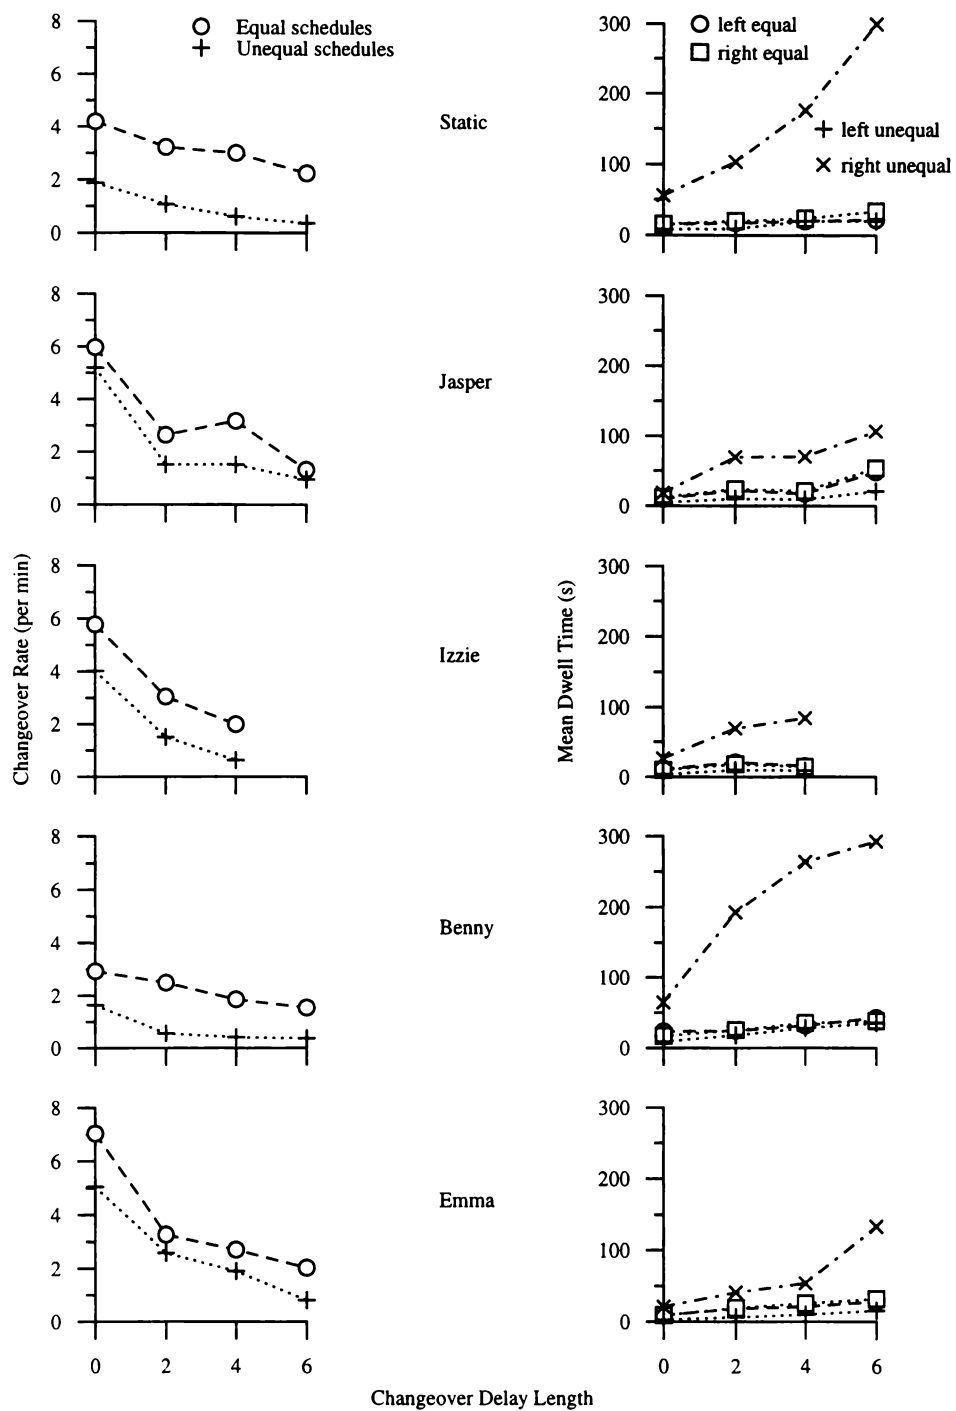 8
6
4
2
0
Equal schedules
Unequal schedules
Static
300
200
100
0
left equal
right equal
left unequal
right unequal
8
6
4
2
0
Jasper
300
200
100
0
8
6
4
2
0
Izzie
300
200
100
0
Changeover Rate (per min)
Mean Dwell Time (s)
8
6
4
2
0
Benny
300
200
100
0
8
6
4
2
0
Emma
300
200
100
0
0 2 4 6
0 2 4 6
Changeover Delay Length